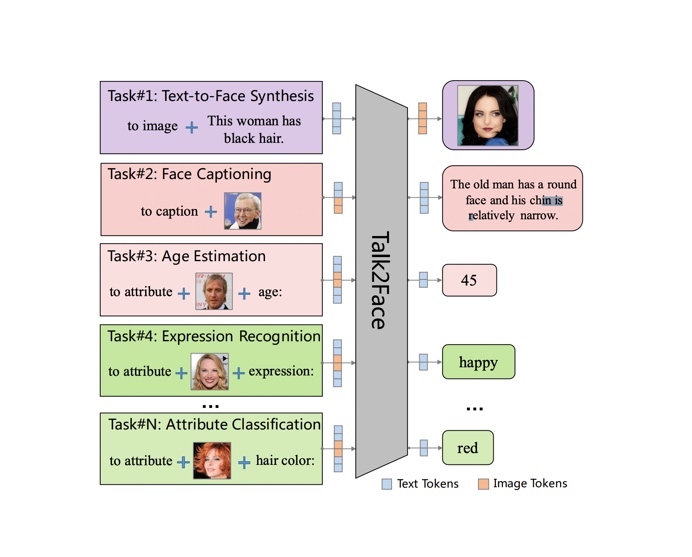 Task#1: Text-to-Face Synthesis
to image + This woman has
black hair.
Task#2: Face Captioning
to caption +
The old man has a round
face and his chin is
relatively narrow.
Task#3: Age Estimation
to attribute + + age:
45
Task#4: Expression Recognition
to attribute + + expression:
happy
...
...
Task#N: Attribute Classification
to attribute + + hair color:
red
Talk2Face
Text Tokens
Image Tokens